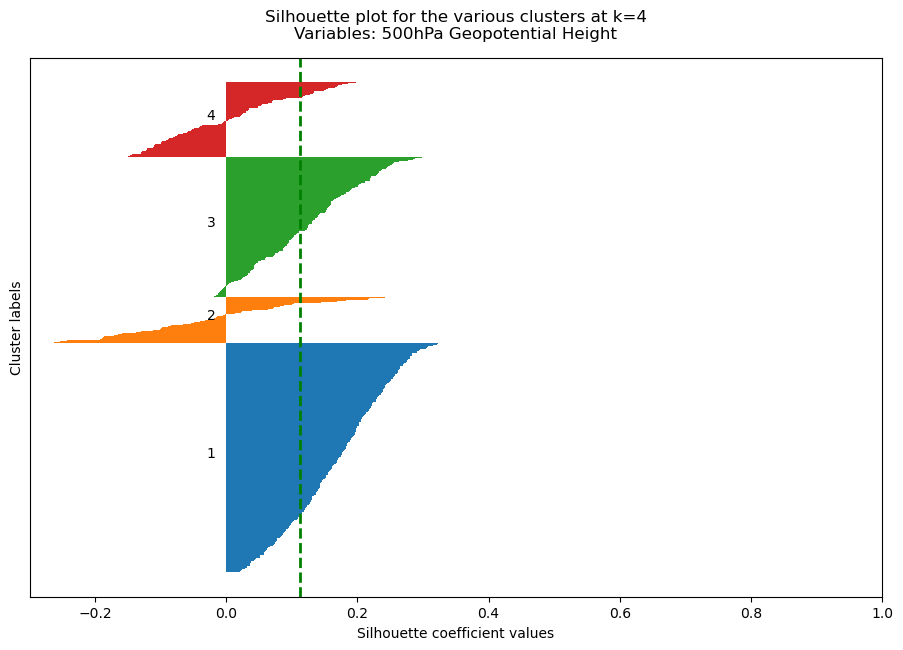 Silhouette plot for the various clusters at k=4
Variables: 500hPa Geopotential Height
4
3
2
1
Cluster labels
−0.2 0.0 0.2 0.4 0.6 0.8 1.0
Silhouette coefficient values